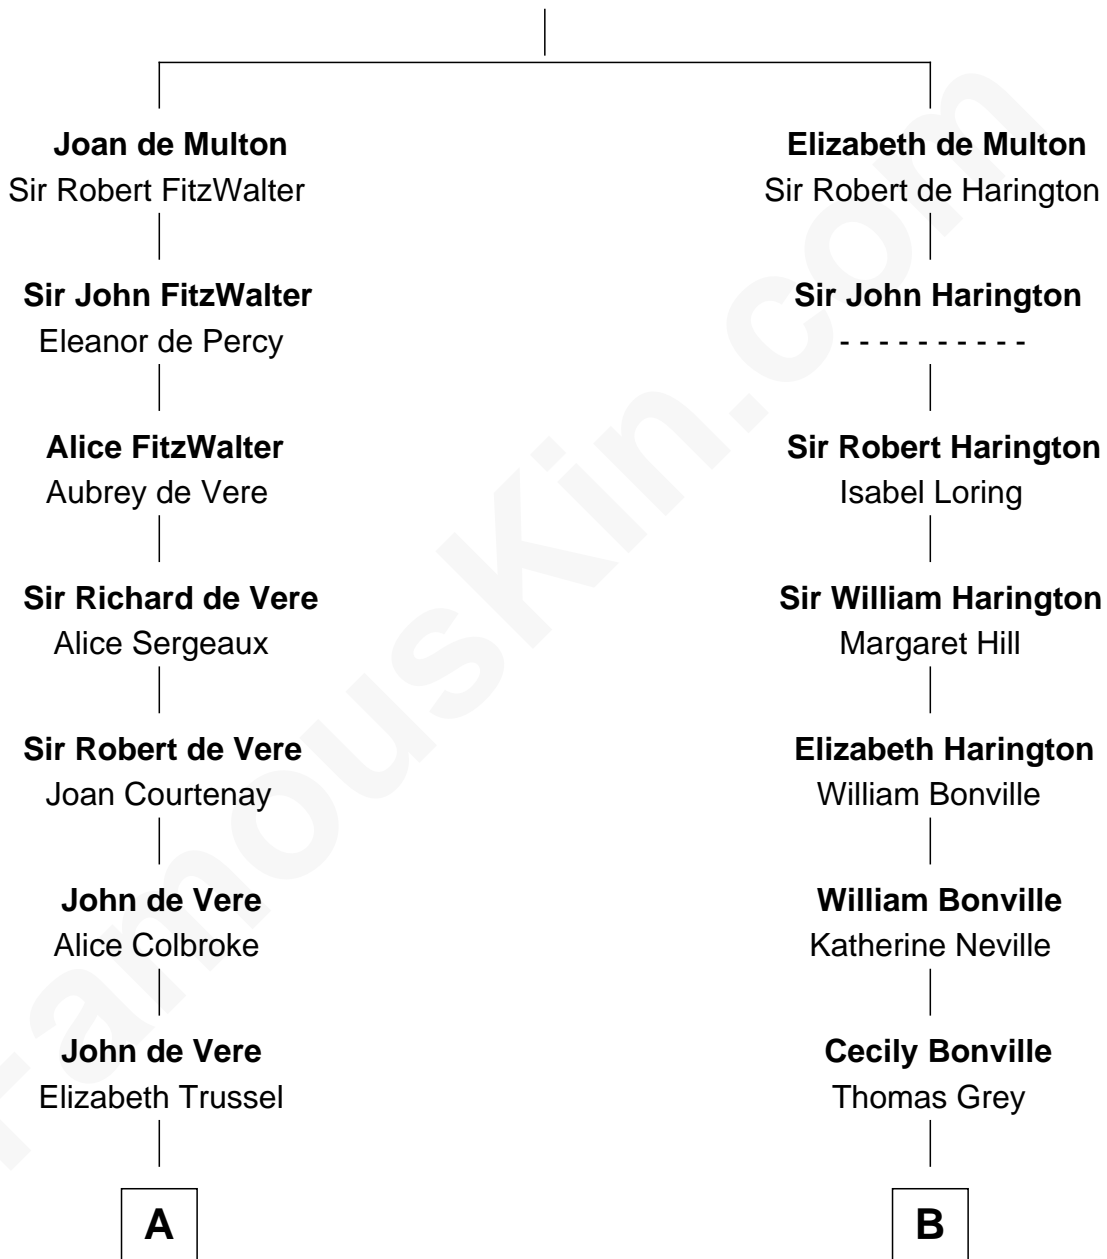 Joan de Multon
Sir Robert FitzWalter
Elizabeth de Multon
Sir Robert de Harington
Sir John FitzWalter
Eleanor de Percy
Sir John Harington
- - - - - - - - - -
Alice FitzWalter
Aubrey de Vere
Sir Robert Harington
Isabel Loring
Sir Richard de Vere
Alice Sergeaux
Sir William Harington
Margaret Hill
Sir Robert de Vere
Joan Courtenay
Elizabeth Harington
William Bonville
John de Vere
Alice Colbroke
William Bonville
Katherine Neville
John de Vere
Elizabeth Trussel
Cecily Bonville
Thomas Grey
A
B
FamousKin.com